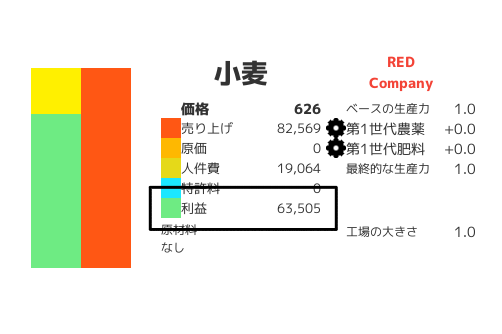 小麦
RED
Company
価格 626
売り上げ 82,569
原価 0
人件費 19,064
特許料 0
利益 63,505
原材料
なし
ベースの生産力 1.0
第1世代農薬 +0.0
第1世代肥料 +0.0
最終的な生産力 1.0
工場の大きさ 1.0